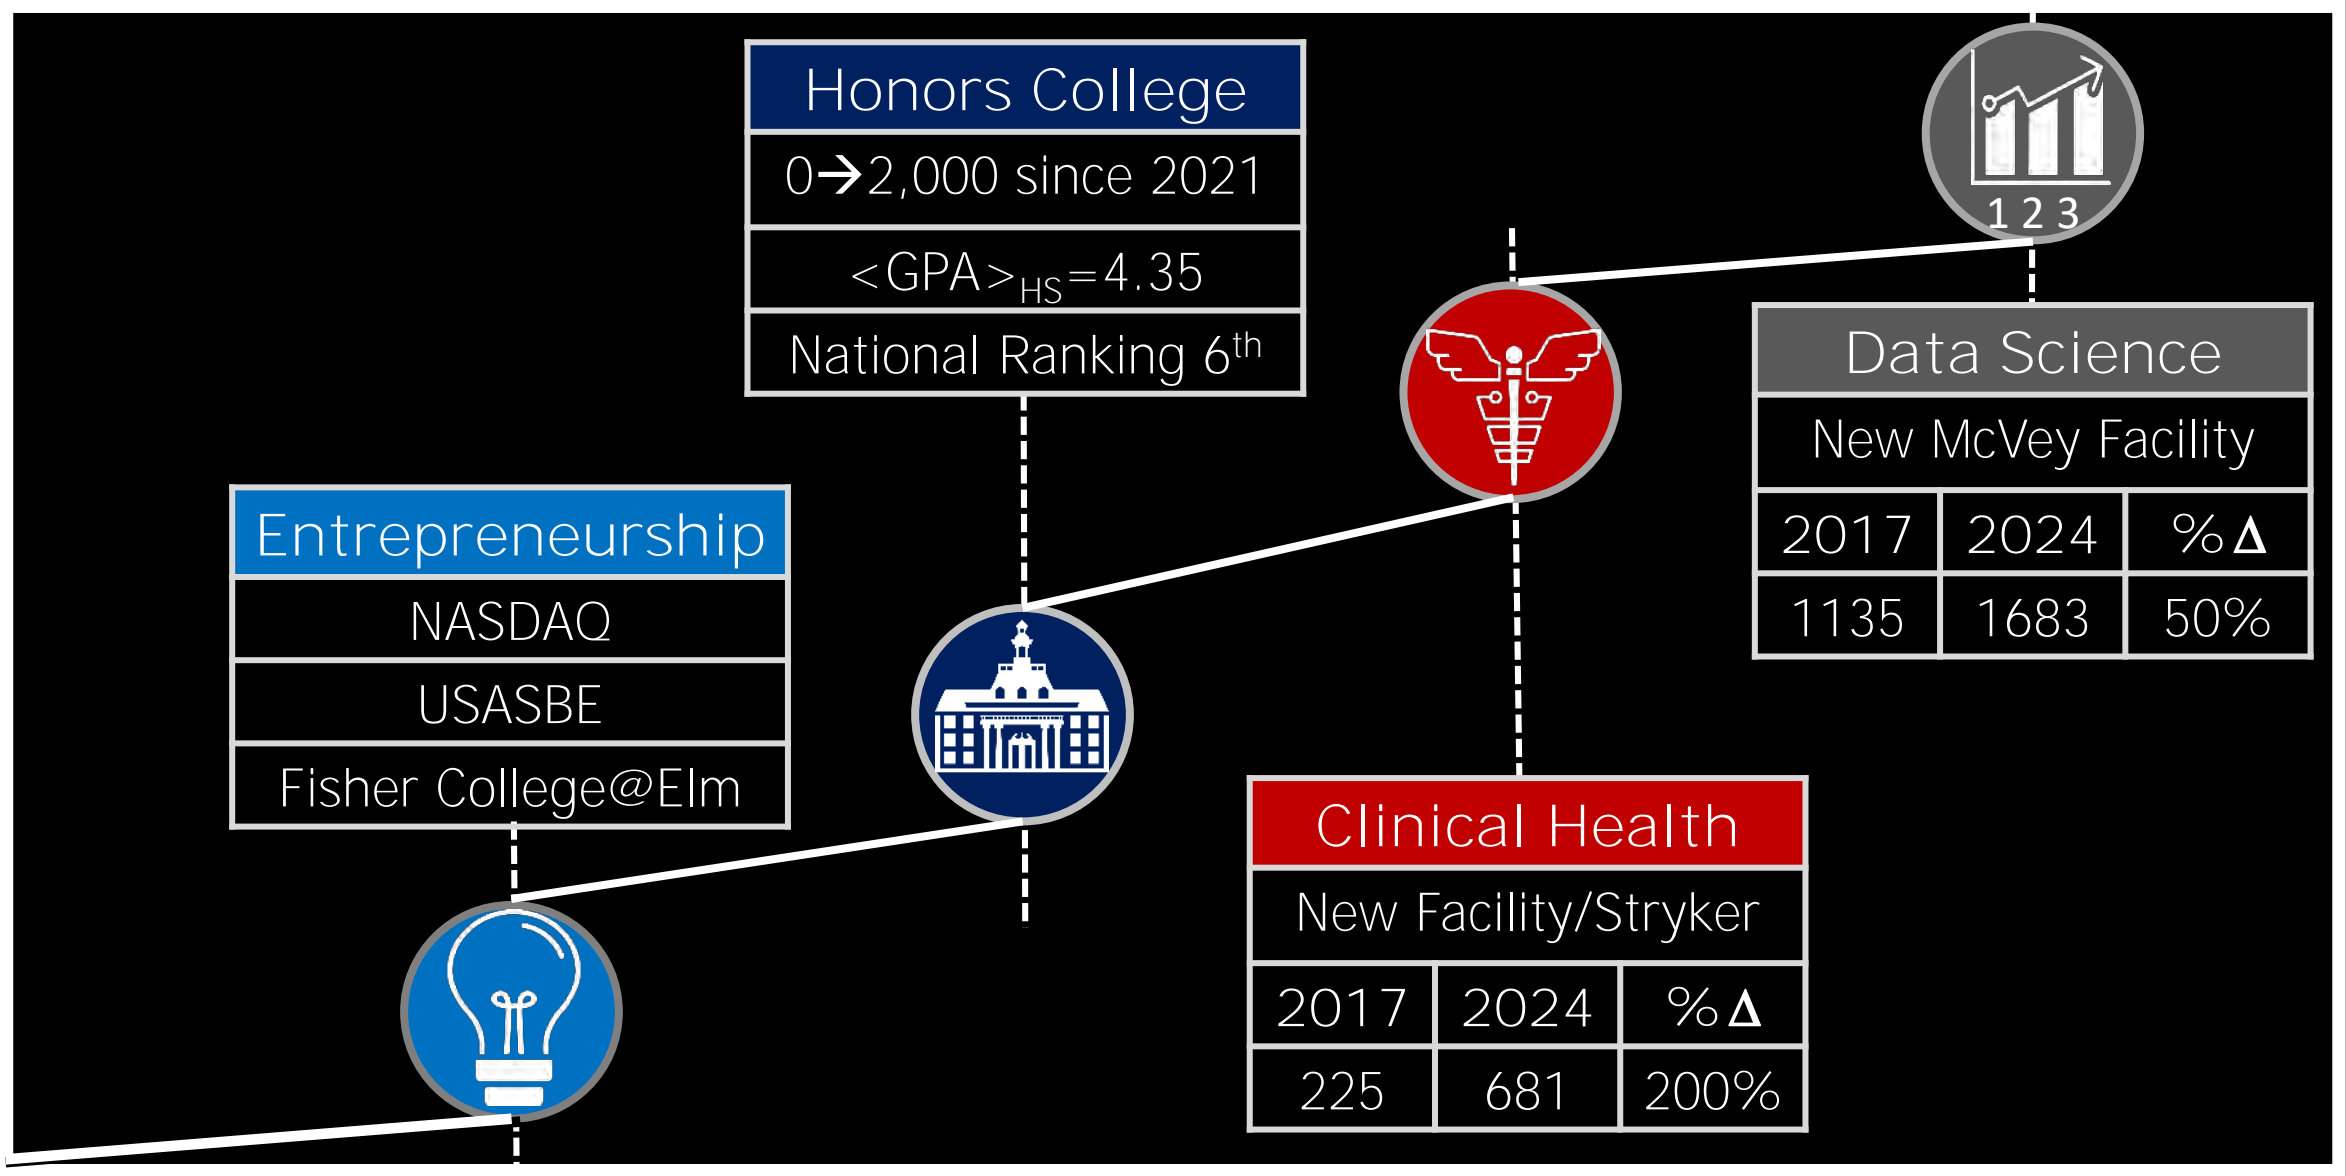 Honors College
0→2,000 since 2021
<GPA>HS=4.35
National Ranking 6th
1 2 3
Data Science
New McVey Facility
2017 2024 %Δ
1135 1683 50%
Entrepreneurship
NASDAQ
USASBE
Fisher College@Elm
Clinical Health
New Facility/Stryker
2017 2024 %Δ
225 681 200%